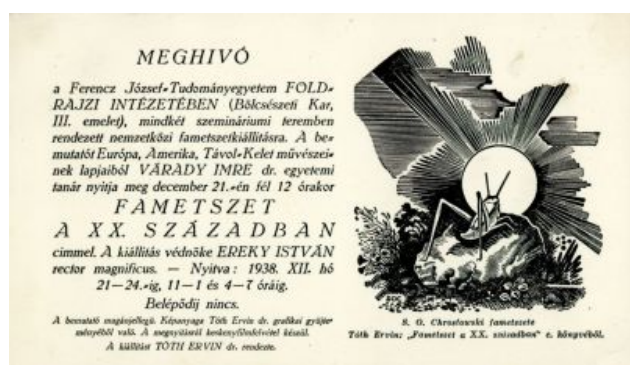 MEGHIVÓ
a Ferencz József-Tudományegyetem FÖLD-
RAJZI INTÉZETÉBEN (Bölcsészeti Kar,
III. emelet), mindkét szemináriumi teremben
rendezett nemzetközi fametszetkiállításra. A be-
mutatót Európa, Amerika, Távol-Kelet művészei-
nek lapjaiból VÁRADY IMRE dr. egyetemi
tanár nyitja meg december 21.-én fél 12 órakor
FAMETSZET
A XX. SZÁZADBAN
cimmel. A kiállítás védnöke EREKY ISTVÁN
rector magnificus. — Nyitva: 1938. XII. hó
21—24.-ig, 11—1 és 4—7 óráig.
Belépődij nincs.
A bemutató magánjellegű. Képanyaga Tóth Ervin dr. grafikai gyüjte-
ményéből való. A megnyitásról keskenyfilmfelvétel készül.
A kiállítást TÓTH ERVIN dr. rendezte.
S. O. Chrostowski fametszete
Tóth Ervin: „Fametszet a XX. században" c. könyvéből.